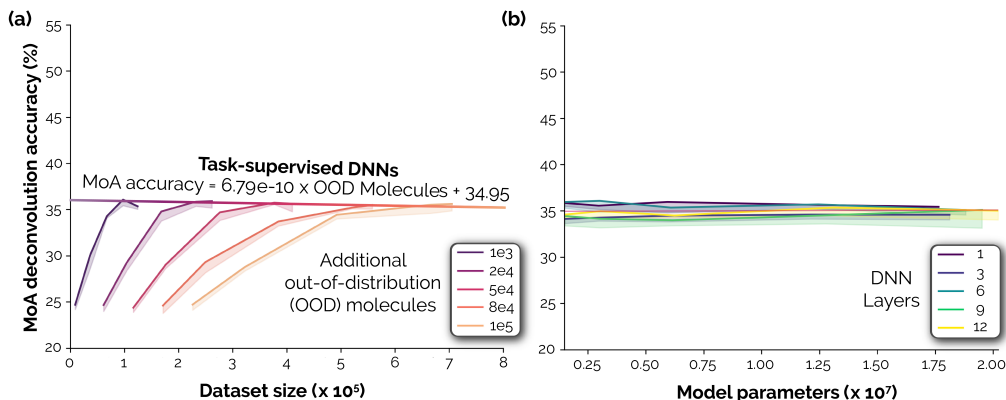 (a)
MoA deconvolution accuracy (%)
55
50
45
40
35
30
25
20
Task-supervised DNNs
MoA accuracy = 6.79e-10 x OOD Molecules + 34.95
Additional
out-of-distribution
(OOD) molecules
1e3
2e4
5e4
8e4
1e5
0 1 2 3 4 5 6 7 8
Dataset size (x 10⁵)
(b)
55
50
45
40
35
30
25
20
DNN
Layers
1
3
6
9
12
0.25 0.50 0.75 1.00 1.25 1.50 1.75 2.00
Model parameters (x 10⁷)